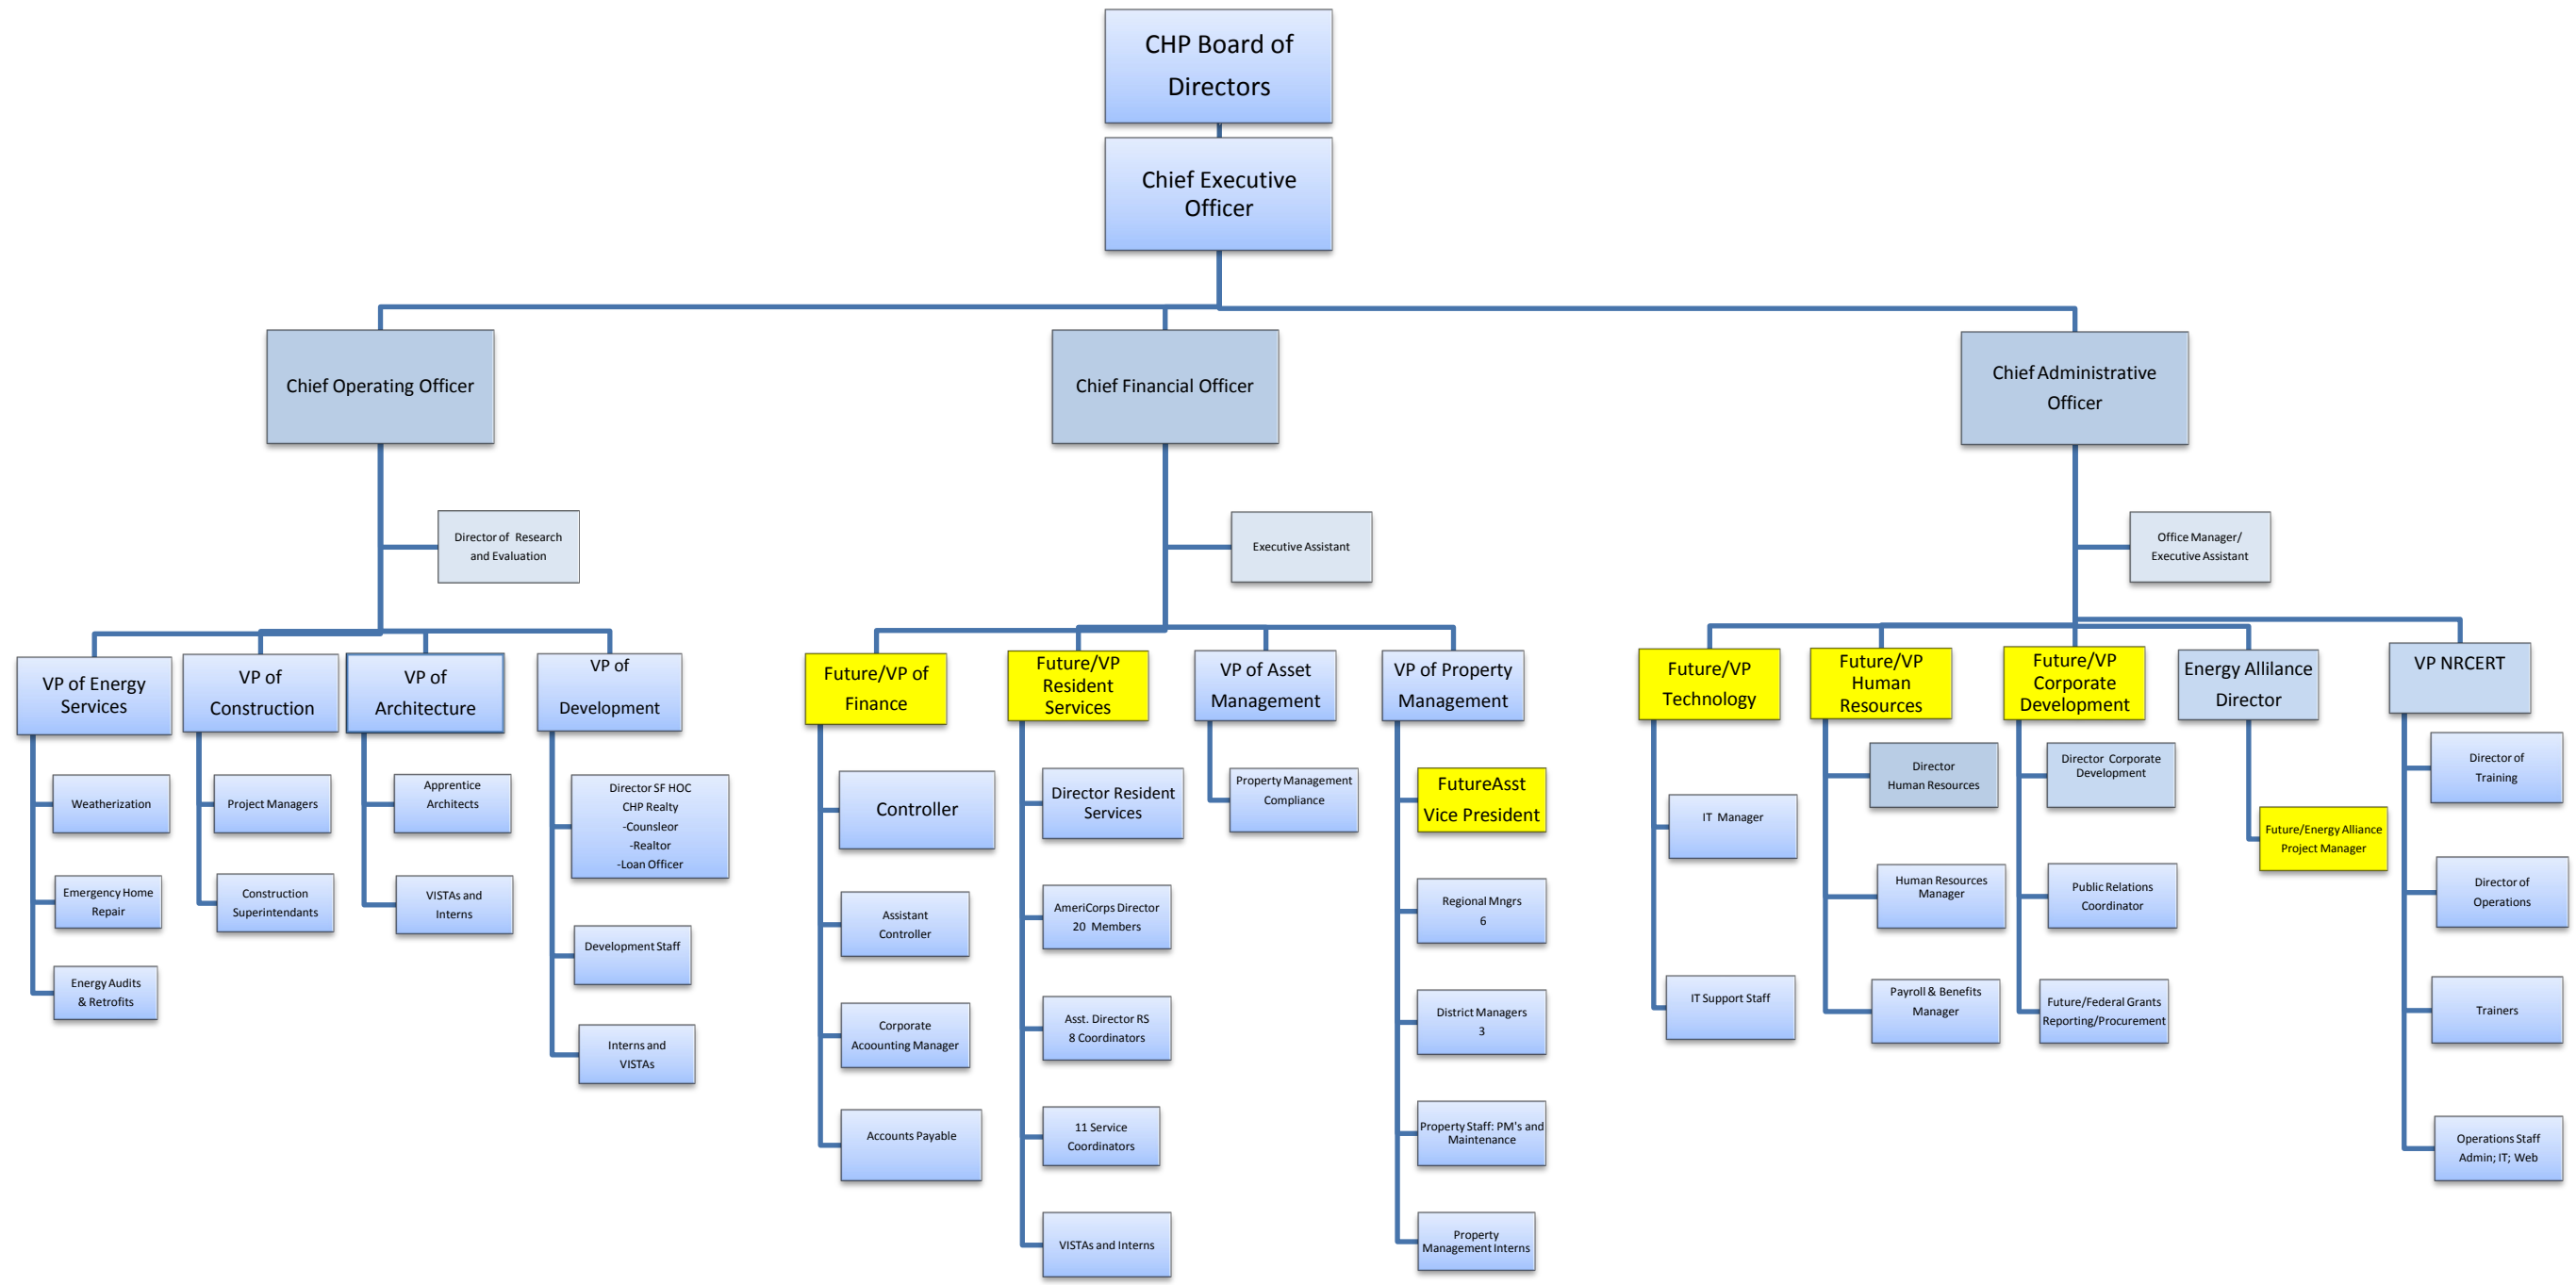 CHP Board of
Directors
Chief Executive
Officer
Chief Operating Officer
Chief Financial Officer
Chief Administrative
Officer
Director of Research
and Evaluation
Executive Assistant
Office Manager/
Executive Assistant
VP of Energy
Services
Weatherization
Emergency Home
Repair
Energy Audits
& Retrofits
VP of
Construction
Project Managers
Construction
Superintendants
VP of
Architecture
Apprentice
Architects
VISTAs and
Interns
VP of
Development
Director SF HOC
CHP Realty
-Counsleor
-Realtor
-Loan Officer
Development Staff
Interns and
VISTAs
Future/VP of
Finance
Controller
Assistant
Controller
Corporate
Acoounting Manager
Accounts Payable
Future/VP
Resident
Services
Director Resident
Services
AmeriCorps Director
20 Members
Asst. Director RS
8 Coordinators
11 Service
Coordinators
VISTAs and Interns
VP of Asset
Management
Property Management
Compliance
VP of Property
Management
FutureAsst
Vice President
Regional Mngrs
6
District Managers
3
Property Staff: PM's and
Maintenance
Property
Management Interns
Future/VP
Technology
IT Manager
IT Support Staff
Future/VP
Human
Resources
Director
Human Resources
Human Resources
Manager
Payroll & Benefits
Manager
Future/VP
Corporate
Development
Director Corporate
Development
Public Relations
Coordinator
Future/Federal Grants
Reporting/Procurement
Energy Allilance
Director
Future/Energy Alliance
Project Manager
VP NRCERT
Director of
Training
Director of
Operations
Trainers
Operations Staff
Admin; IT; Web